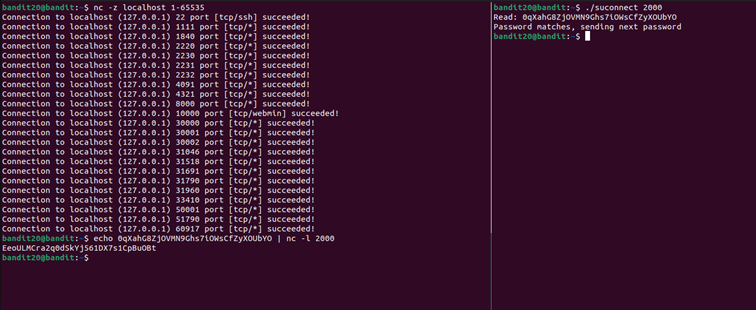 bandit20@bandit:~$ nc -z localhost 1-65535
Connection to localhost (127.0.0.1) 22 port [tcp/ssh] succeeded!
Connection to localhost (127.0.0.1) 1111 port [tcp/*] succeeded!
Connection to localhost (127.0.0.1) 1840 port [tcp/*] succeeded!
Connection to localhost (127.0.0.1) 2220 port [tcp/*] succeeded!
Connection to localhost (127.0.0.1) 2230 port [tcp/*] succeeded!
Connection to localhost (127.0.0.1) 2231 port [tcp/*] succeeded!
Connection to localhost (127.0.0.1) 2232 port [tcp/*] succeeded!
Connection to localhost (127.0.0.1) 4091 port [tcp/*] succeeded!
Connection to localhost (127.0.0.1) 4321 port [tcp/*] succeeded!
Connection to localhost (127.0.0.1) 8000 port [tcp/*] succeeded!
Connection to localhost (127.0.0.1) 10000 port [tcp/webmin] succeeded!
Connection to localhost (127.0.0.1) 30000 port [tcp/*] succeeded!
Connection to localhost (127.0.0.1) 30001 port [tcp/*] succeeded!
Connection to localhost (127.0.0.1) 30002 port [tcp/*] succeeded!
Connection to localhost (127.0.0.1) 31046 port [tcp/*] succeeded!
Connection to localhost (127.0.0.1) 31518 port [tcp/*] succeeded!
Connection to localhost (127.0.0.1) 31691 port [tcp/*] succeeded!
Connection to localhost (127.0.0.1) 31790 port [tcp/*] succeeded!
Connection to localhost (127.0.0.1) 31960 port [tcp/*] succeeded!
Connection to localhost (127.0.0.1) 33410 port [tcp/*] succeeded!
Connection to localhost (127.0.0.1) 50001 port [tcp/*] succeeded!
Connection to localhost (127.0.0.1) 51790 port [tcp/*] succeeded!
Connection to localhost (127.0.0.1) 60917 port [tcp/*] succeeded!
bandit20@bandit:~$ echo 0qXahG8ZjOVMN9Ghs7iOWsCfZyXOUbYO | nc -l 2000
EeoULMCra2q0dSkYj561DX7s1CpBuOBt
bandit20@bandit:~$
bandit20@bandit:~$ ./suconnect 2000
Read: 0qXahG8ZjOVMN9Ghs7iOWsCfZyXOUbYO
Password matches, sending next password
bandit20@bandit:~$